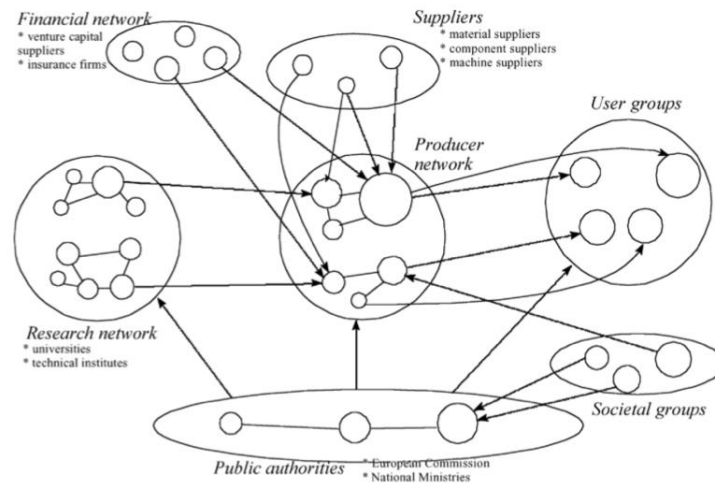 Financial network
* venture capital
suppliers
* insurance firms
Suppliers
* material suppliers
* component suppliers
* machine suppliers
User groups
Producer
network
Research network
* universities
* technical institutes
Societal groups
Public authorities
* European Commission
* National Ministries